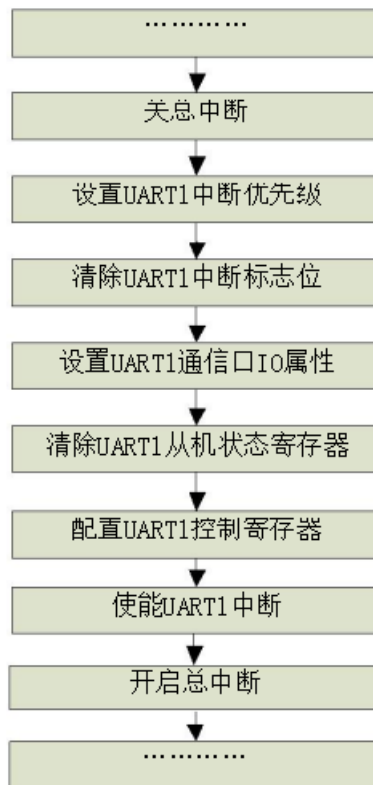 …………
关总中断
设置UART1中断优先级
清除UART1中断标志位
设置UART1通信口IO属性
清除UART1从机状态寄存器
配置UART1控制寄存器
使能UART1中断
开启总中断
…………